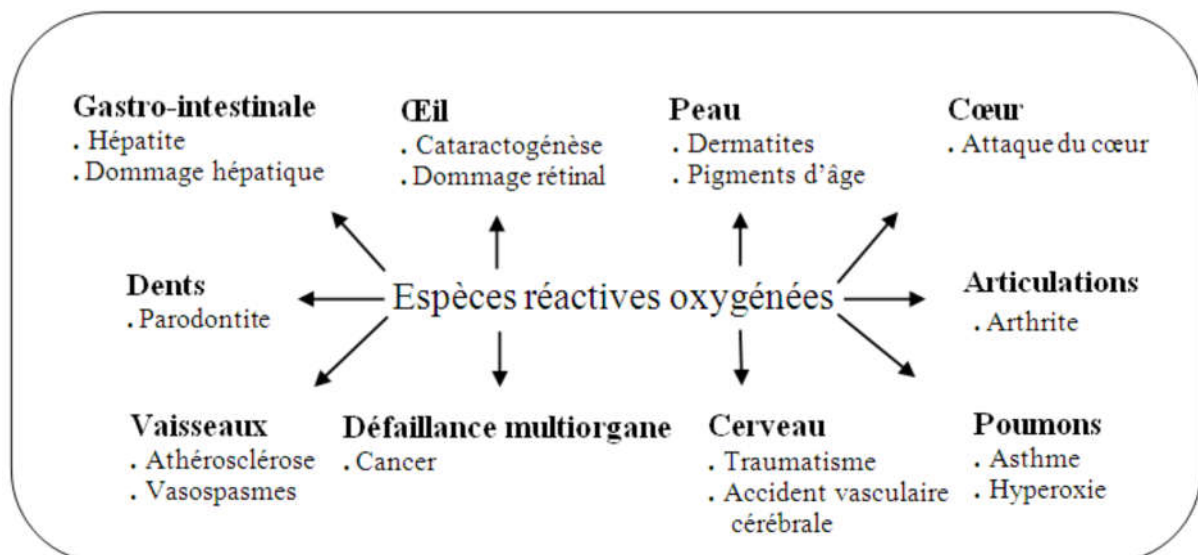 Gastro-intestinale
. Hépatite
. Dommage hépatique
Œil
. Cataractogénèse
. Dommage rétinal
Peau
. Dermatites
. Pigments d’âge
Cœur
. Attaque du cœur
Dents
. Parodontite
Espèces réactives oxygénées
Articulations
. Arthrite
Vaisseaux
. Athérosclérose
. Vasospasmes
Défaillance multiorgane
. Cancer
Cerveau
. Traumatisme
. Accident vasculaire
cérébrale
Poumons
. Asthme
. Hyperoxie